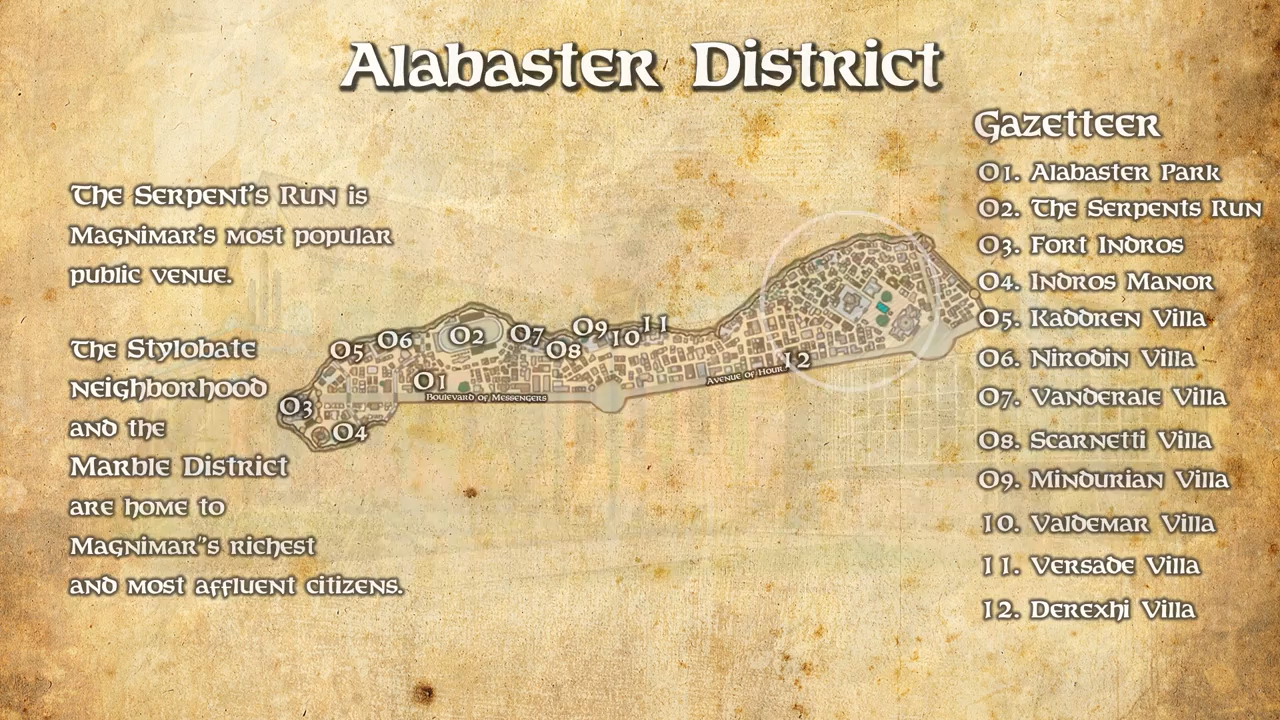 Alabaster District
The Serpent's Run is
Magnimar's most popular
public venue.
The Stylobate
neighborhood
and the
Marble District
are home to
Magnimar"s richest
and most affluent citizens.
Gazetteer
01. Alabaster Park
02. The Serpents Run
03. Fort Indros
04. Indros Manor
05. Kaddren Villa
06. Nirodin Villa
07. Vanderale Villa
08. Scarnetti Villa
09. Mindurian Villa
10. Valdemar Villa
11. Versade Villa
12. Derexhi Villa
01
02
03
04
05
06
07
08
09
10
11
12
Boulevard of Messengers
Avenue of Hour